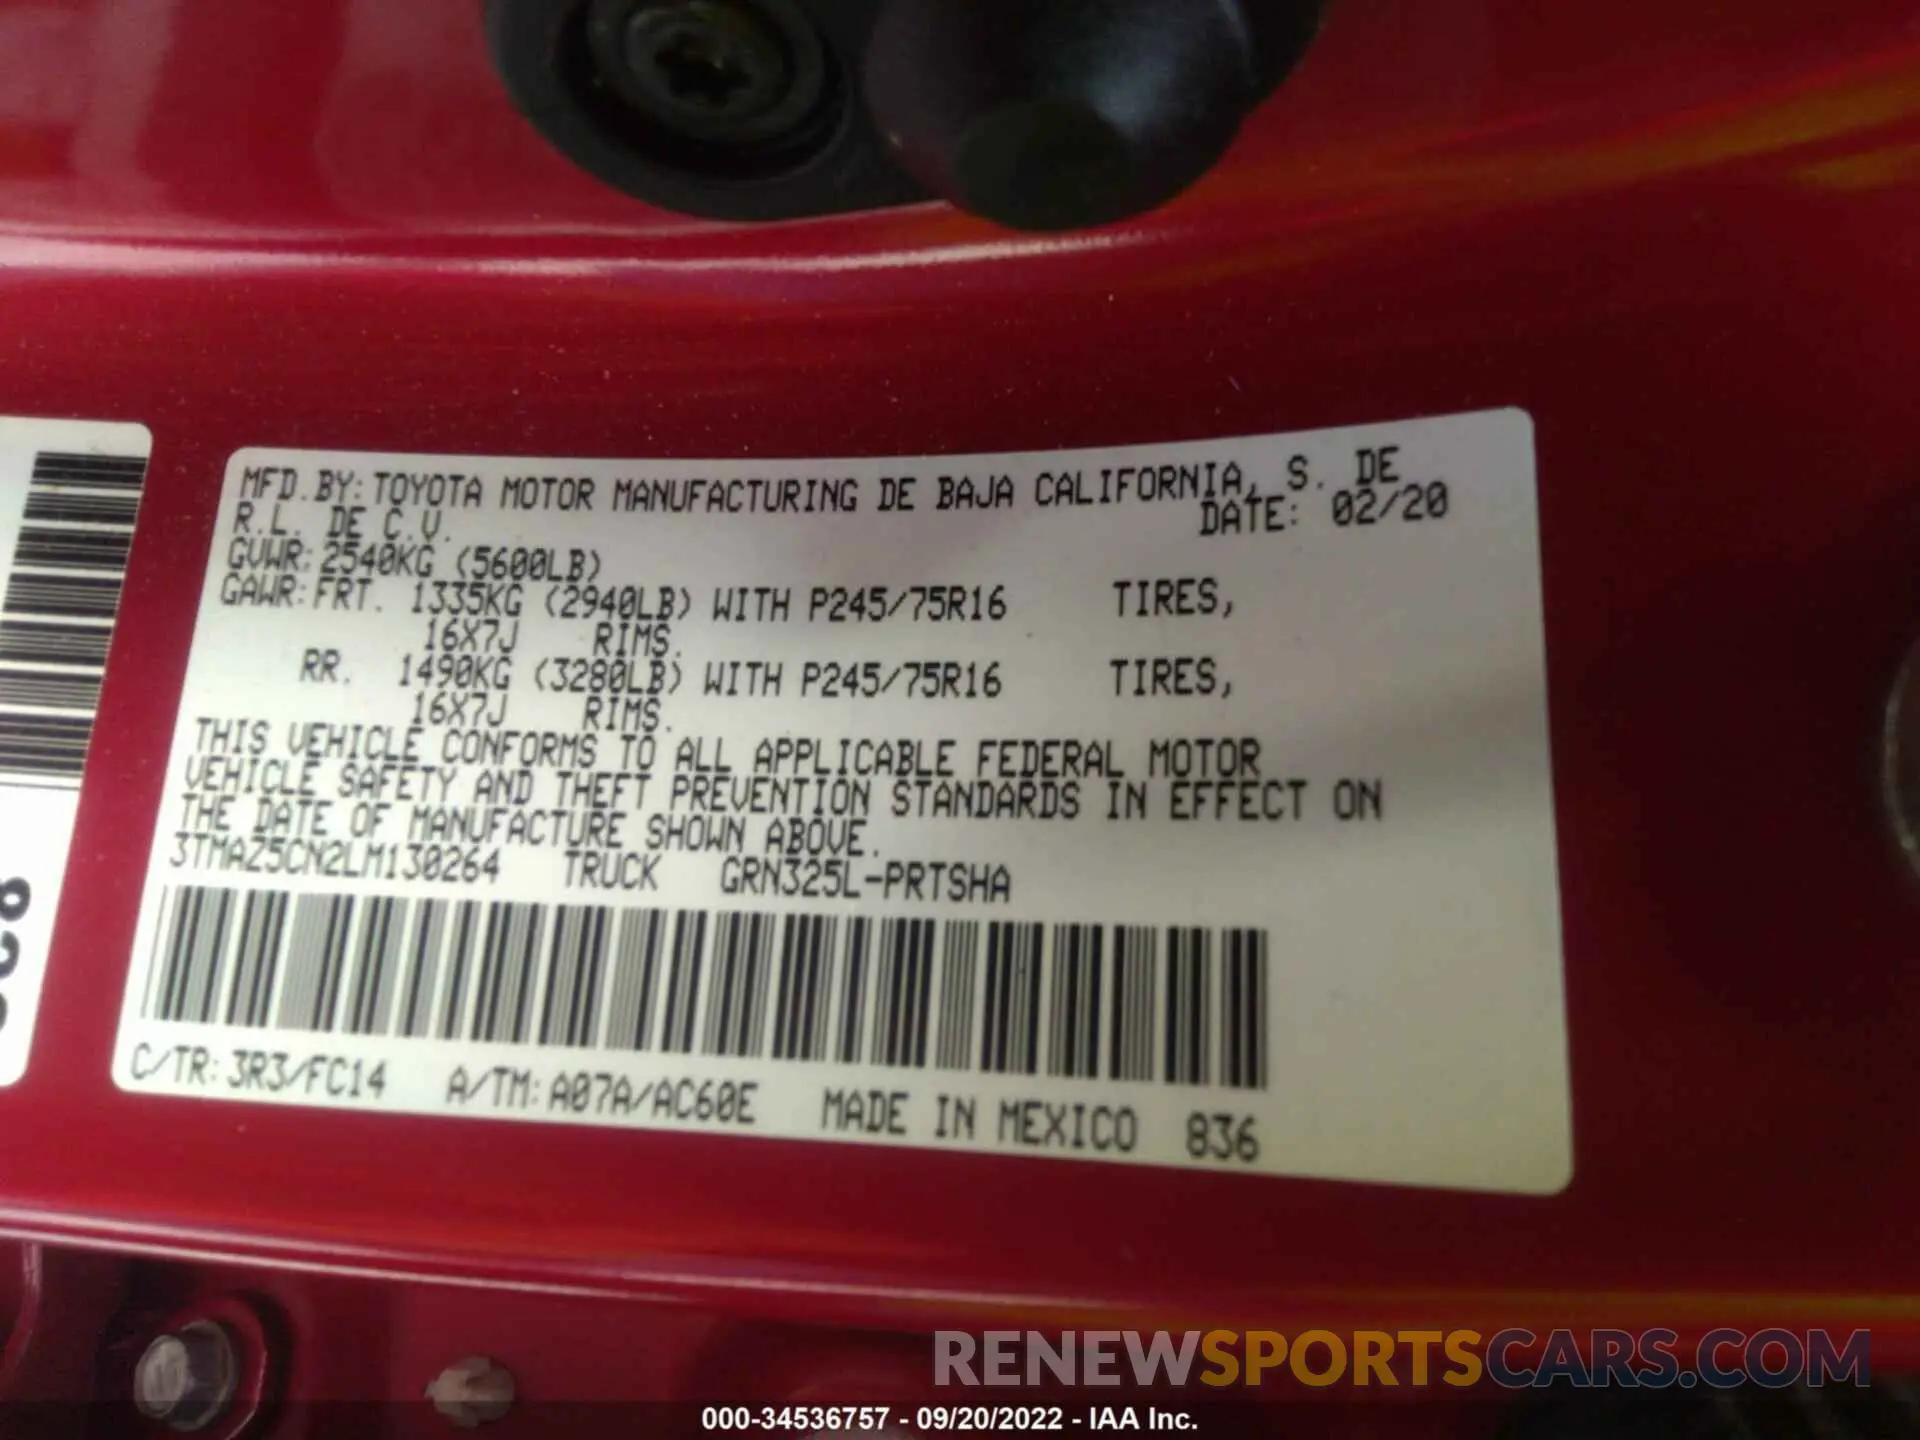 MFD.BY:TOYOTA MOTOR MANUFACTURING DE BAJA CALIFORNIA, S. DE
R.L. DE C.V. DATE: 02/20
GVWR:2540KG (5600LB)
GAWR:FRT. 1335KG (2940LB) WITH P245/75R16 TIRES,
16X7J RIMS.
RR. 1490KG (3280LB) WITH P245/75R16 TIRES,
16X7J RIMS.
THIS VEHICLE CONFORMS TO ALL APPLICABLE FEDERAL MOTOR
VEHICLE SAFETY AND THEFT PREVENTION STANDARDS IN EFFECT ON
THE DATE OF MANUFACTURE SHOWN ABOVE.
3TMAZ5CN2LM130264 TRUCK GRN325L-PRTSHA
C/TR:3R3/FC14 A/TM:A07A/AC60E MADE IN MEXICO 836
RENEWSPORTSCARS.COM
000-34536757 - 09/20/2022 - IAA Inc.